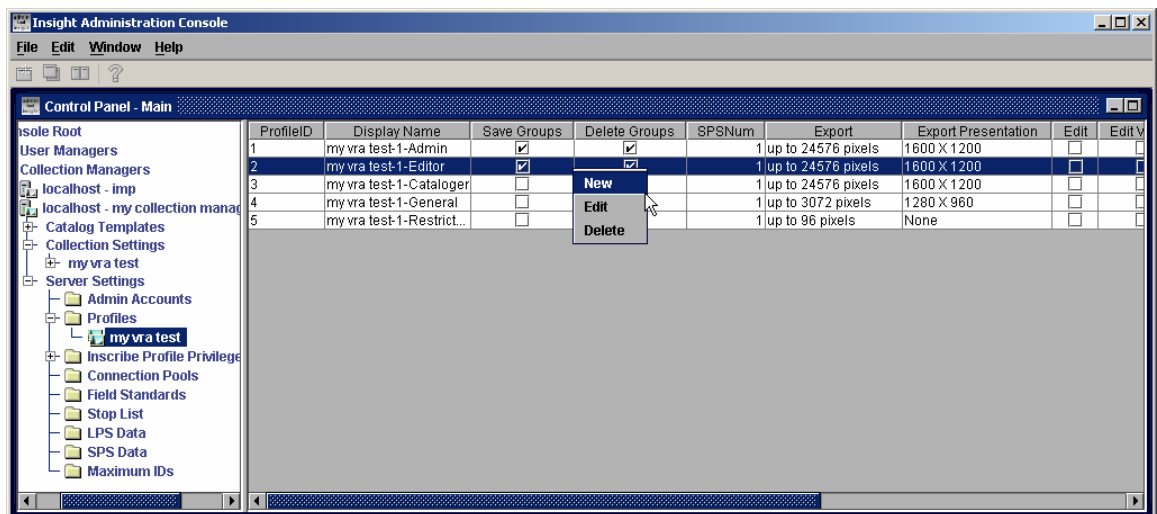 Insight Administration Console
File Edit Window Help
Control Panel - Main
nsole Root
User Managers
Collection Managers
localhost - imp
localhost - my collection manag
Catalog Templates
Collection Settings
my vra test
Server Settings
Admin Accounts
Profiles
my vra test
Inscribe Profile Privilege
Connection Pools
Field Standards
Stop List
LPS Data
SPS Data
Maximum IDs
ProfileID Display Name Save Groups Delete Groups SPSNum Export Export Presentation Edit Edit V
1 my vra test-1-Admin 1 up to 24576 pixels 1600 X 1200
2 my vra test-1-Editor 1 up to 24576 pixels 1600 X 1200
3 my vra test-1-Cataloger 1 up to 24576 pixels 1600 X 1200
4 my vra test-1-General 1 up to 3072 pixels 1280 X 960
5 my vra test-1-Restrict... 1 up to 96 pixels None
New
Edit
Delete